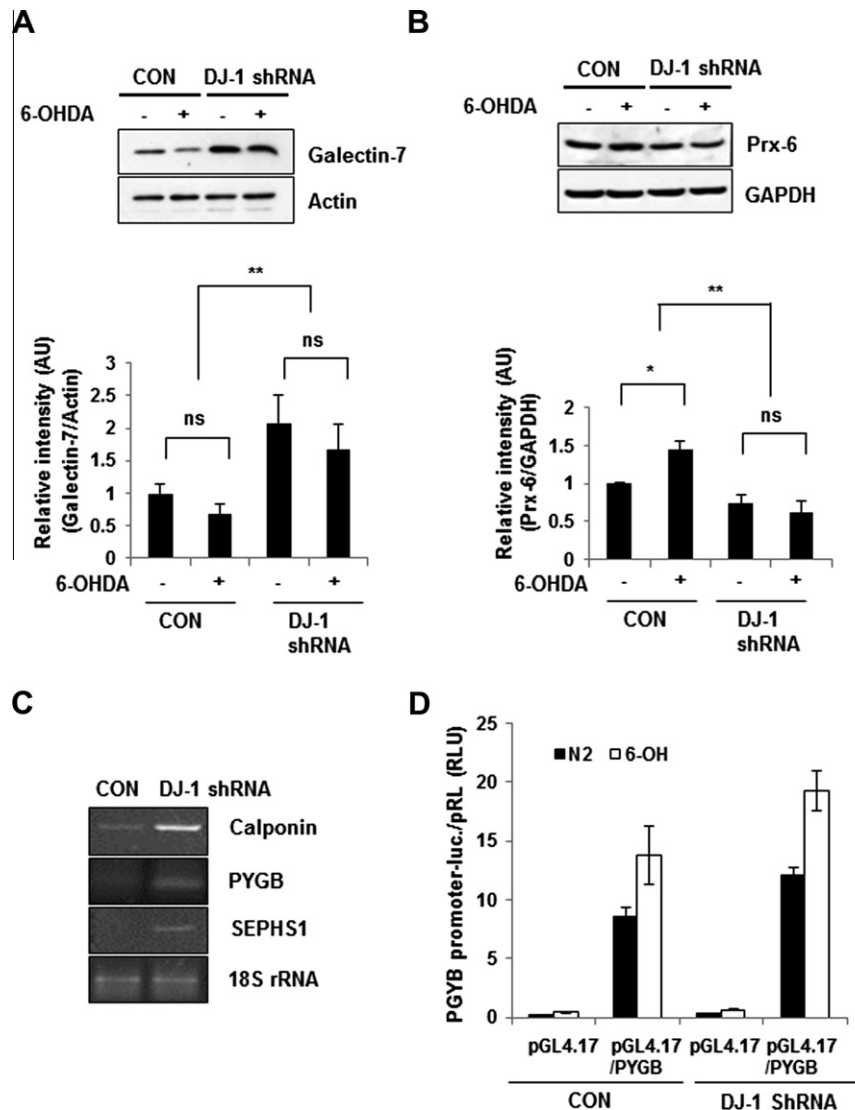 A
CON DJ-1 shRNA
6-OHDA - + - +
Galectin-7
Actin
**
ns
ns
Relative intensity (AU)
(Galectin-7/Actin
3
2.5
2
1.5
1
0.5
0
6-OHDA - + - +
CON DJ-1
shRNA
B
CON DJ-1 shRNA
6-OHDA - + - +
Prx-6
GAPDH
**
*
ns
Relative intensity (AU)
(Prx-6/GAPDH)
2
1.5
1
0.5
0
6-OHDA - + - +
CON DJ-1
shRNA
C
CON DJ-1 shRNA
Calponin
PYGB
SEPHS1
18S rRNA
D
PGYB promoter-luc./pRL (RLU)
25
20
15
10
5
0
N2 6-OH
pGL4.17 pGL4.17 pGL4.17 pGL4.17
/PYGB /PYGB
CON DJ-1 ShRNA